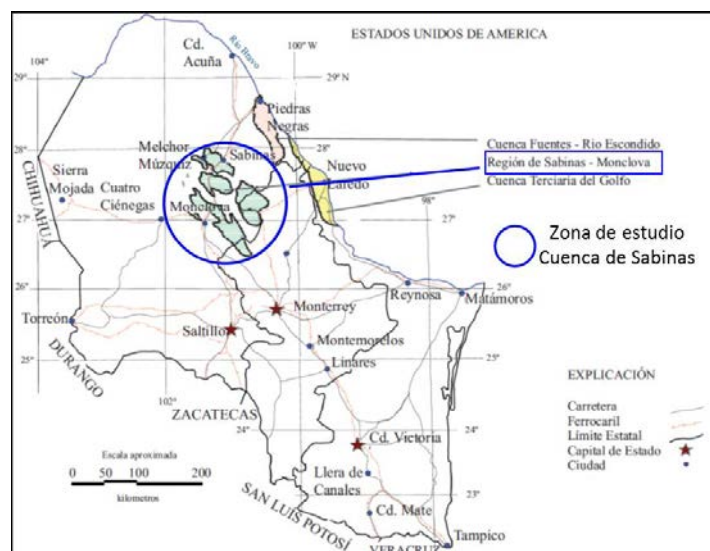 ESTADOS UNIDOS DE AMERICA
104°
100° W
Río Bravo
Cd.
Acuña
29°
29° N
Piedras
Negras
28°
28°
Melchor
Múzquiz
Sabinas
Cuenca Fuentes - Río Escondido
Región de Sabinas - Monclova
Cuenca Terciaria del Golfo
Nuevo
Laredo
CHIHUAHUA
Sierra
Mojada
Cuatro
Ciénegas
Monclova
27°
27°
98°
Zona de estudio
Cuenca de Sabinas
26°
26°
Reynosa
Matámoros
Monterrey
Torreón
Saltillo
25°
25°
Montemorelos
Linares
DURANGO
102°
ZACATECAS
24°
24°
EXPLICACIÓN
Carretera
Ferrocaril
Límite Estatal
Capital de Estado
Ciudad
Escala aproximada
0 50 100 200
kilometros
Cd. Victoria
Llera de
Canales
23°
Cd. Mate
SAN LUÍS POTOSÍ
VERACRUZ
Tampico